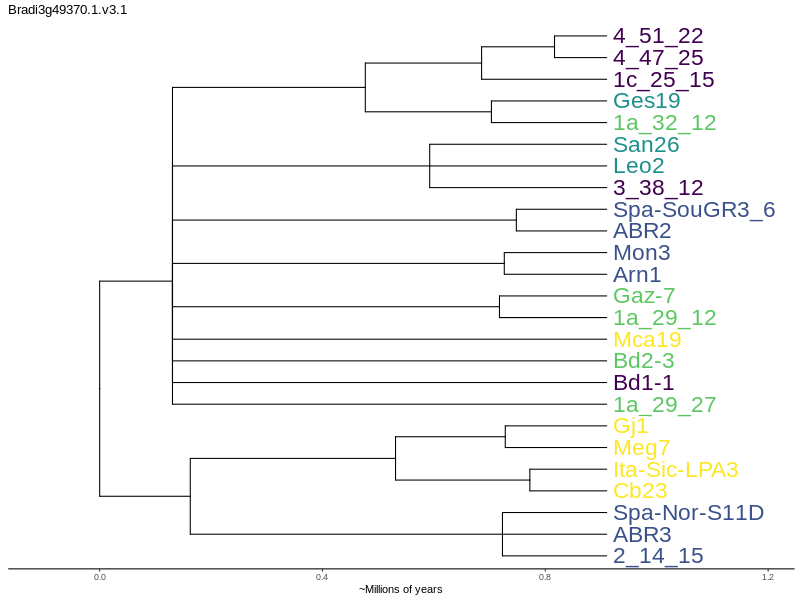 Bradi3g49370.1.v3.1
4_51_22
4_47_25
1c_25_15
Ges19
1a_32_12
San26
Leo2
3_38_12
Spa-SouGR3_6
ABR2
Mon3
Arn1
Gaz-7
1a_29_12
Mca19
Bd2-3
Bd1-1
1a_29_27
Gj1
Meg7
Ita-Sic-LPA3
Cb23
Spa-Nor-S11D
ABR3
2_14_15
0.0 0.4 0.8 1.2
~Millions of years